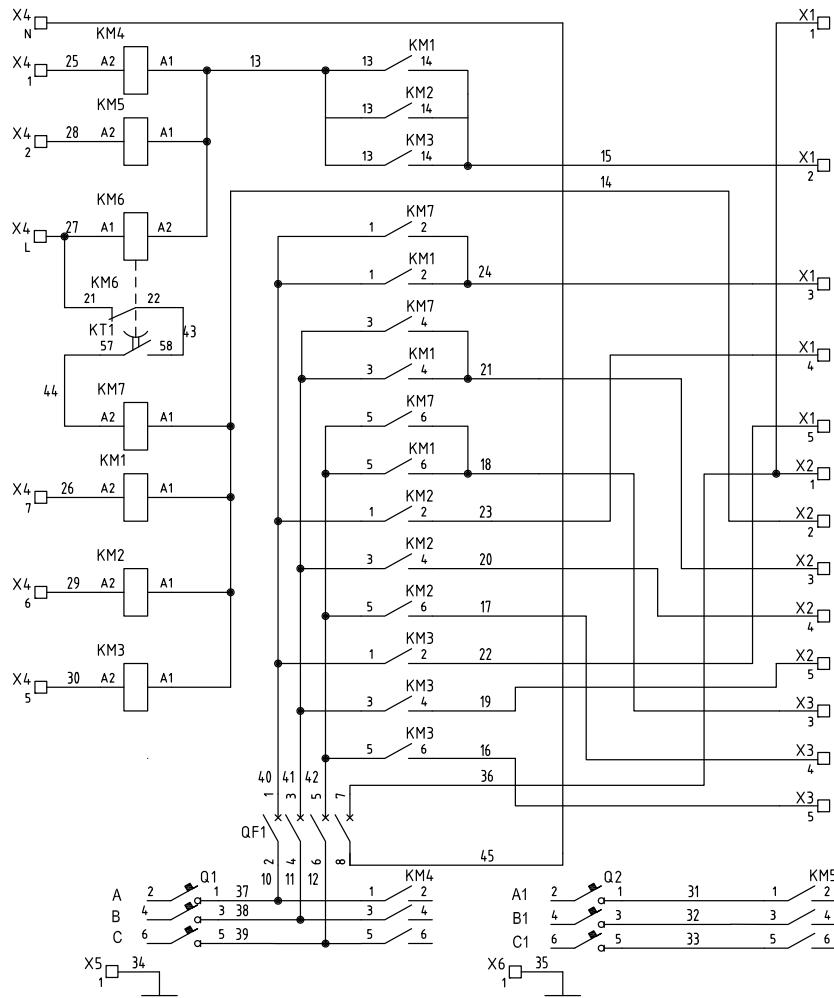 X4 N X1 1
KM4 KM1
X4 1 25 A2 A1 13 13 14
KM5 KM2
13 14
X4 2 28 A2 A1 KM3
13 14 15 X1 2
14
KM6 KM7
X4 L 27 A1 A2 1 2
KM6 KM1
1 2 24 X1 3
21 22 KM7
KT1 43 3 4
57 58 KM1 X1 4
44 3 4 21
KM7 KM7
A2 A1 5 6 X1 5
KM1 KM1
5 6 18 X2 1
X4 7 26 A2 A1 KM2
1 2 23 X2 2
KM2 KM2
3 4 20 X2 3
X4 6 29 A2 A1 KM2
5 6 17 X2 4
KM3 KM3
1 2 22 X2 5
X4 5 30 A2 A1 KM3
3 4 19 X3 3
KM3
5 6 16 X3 4
40 41 42 36
1 3 5 7 X3 5
QF1
2 4 6 8 45
10 11 12
Q1 KM4 Q2 KM5
A 2 1 37 1 2 A1 2 1 31 1 2
B 4 3 38 3 4 B1 4 3 32 3 4
C 6 5 39 5 6 C1 6 5 33 5 6
X5 1 34 X6 1 35